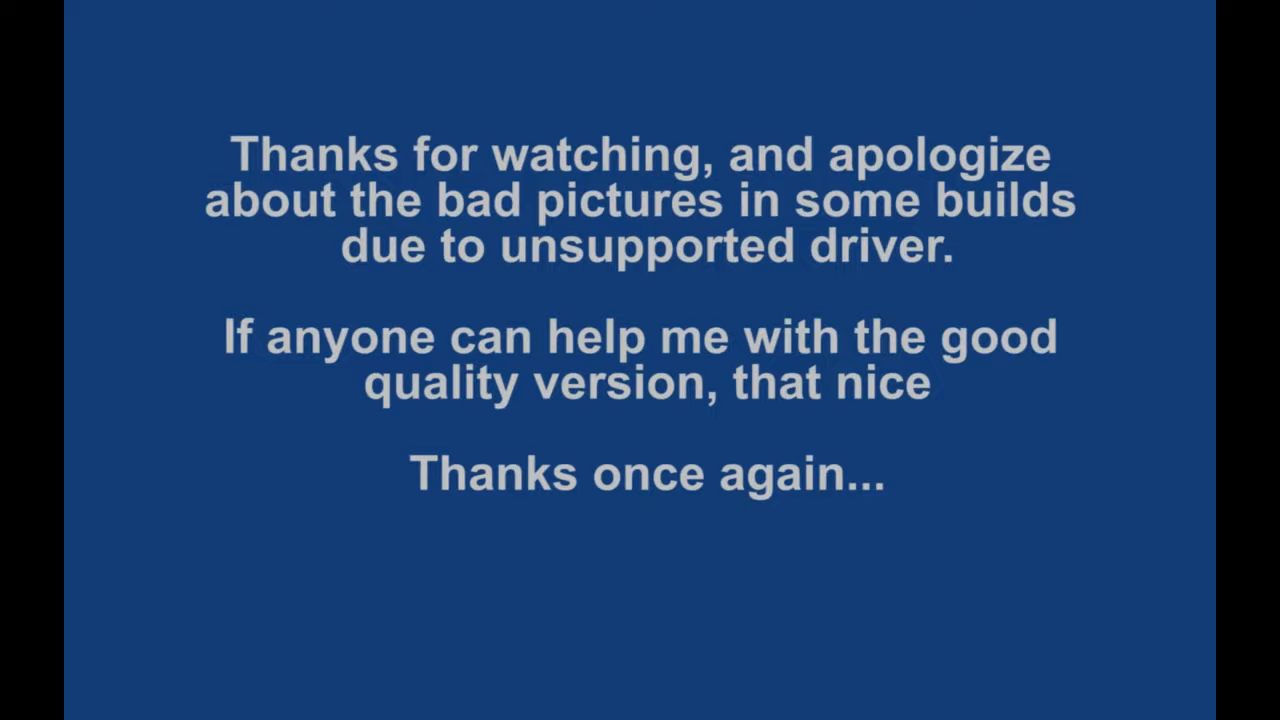 Thanks for watching, and apologize
about the bad pictures in some builds
due to unsupported driver.
If anyone can help me with the good
quality version, that nice
Thanks once again...